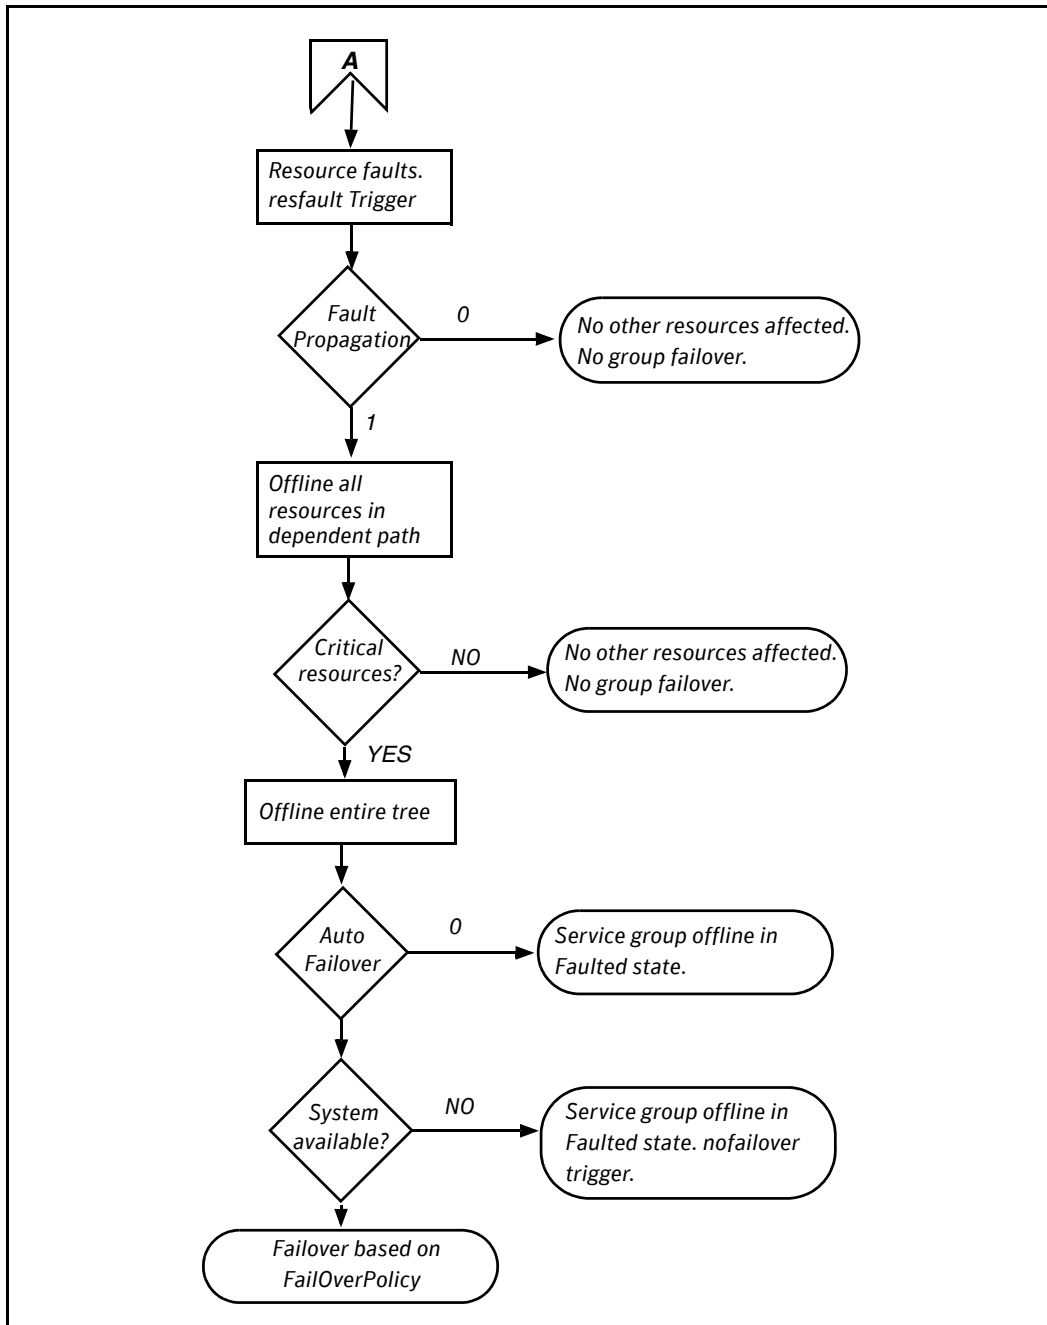 A
Resource faults.
resfault Trigger
Fault
Propagation
0
No other resources affected.
No group failover.
1
Offline all
resources in
dependent path
Critical
resources?
NO
No other resources affected.
No group failover.
YES
Offline entire tree
Auto
Failover
0
Service group offline in
Faulted state.
System
available?
NO
Service group offline in
Faulted state. nofailover
trigger.
Failover based on
FailOverPolicy